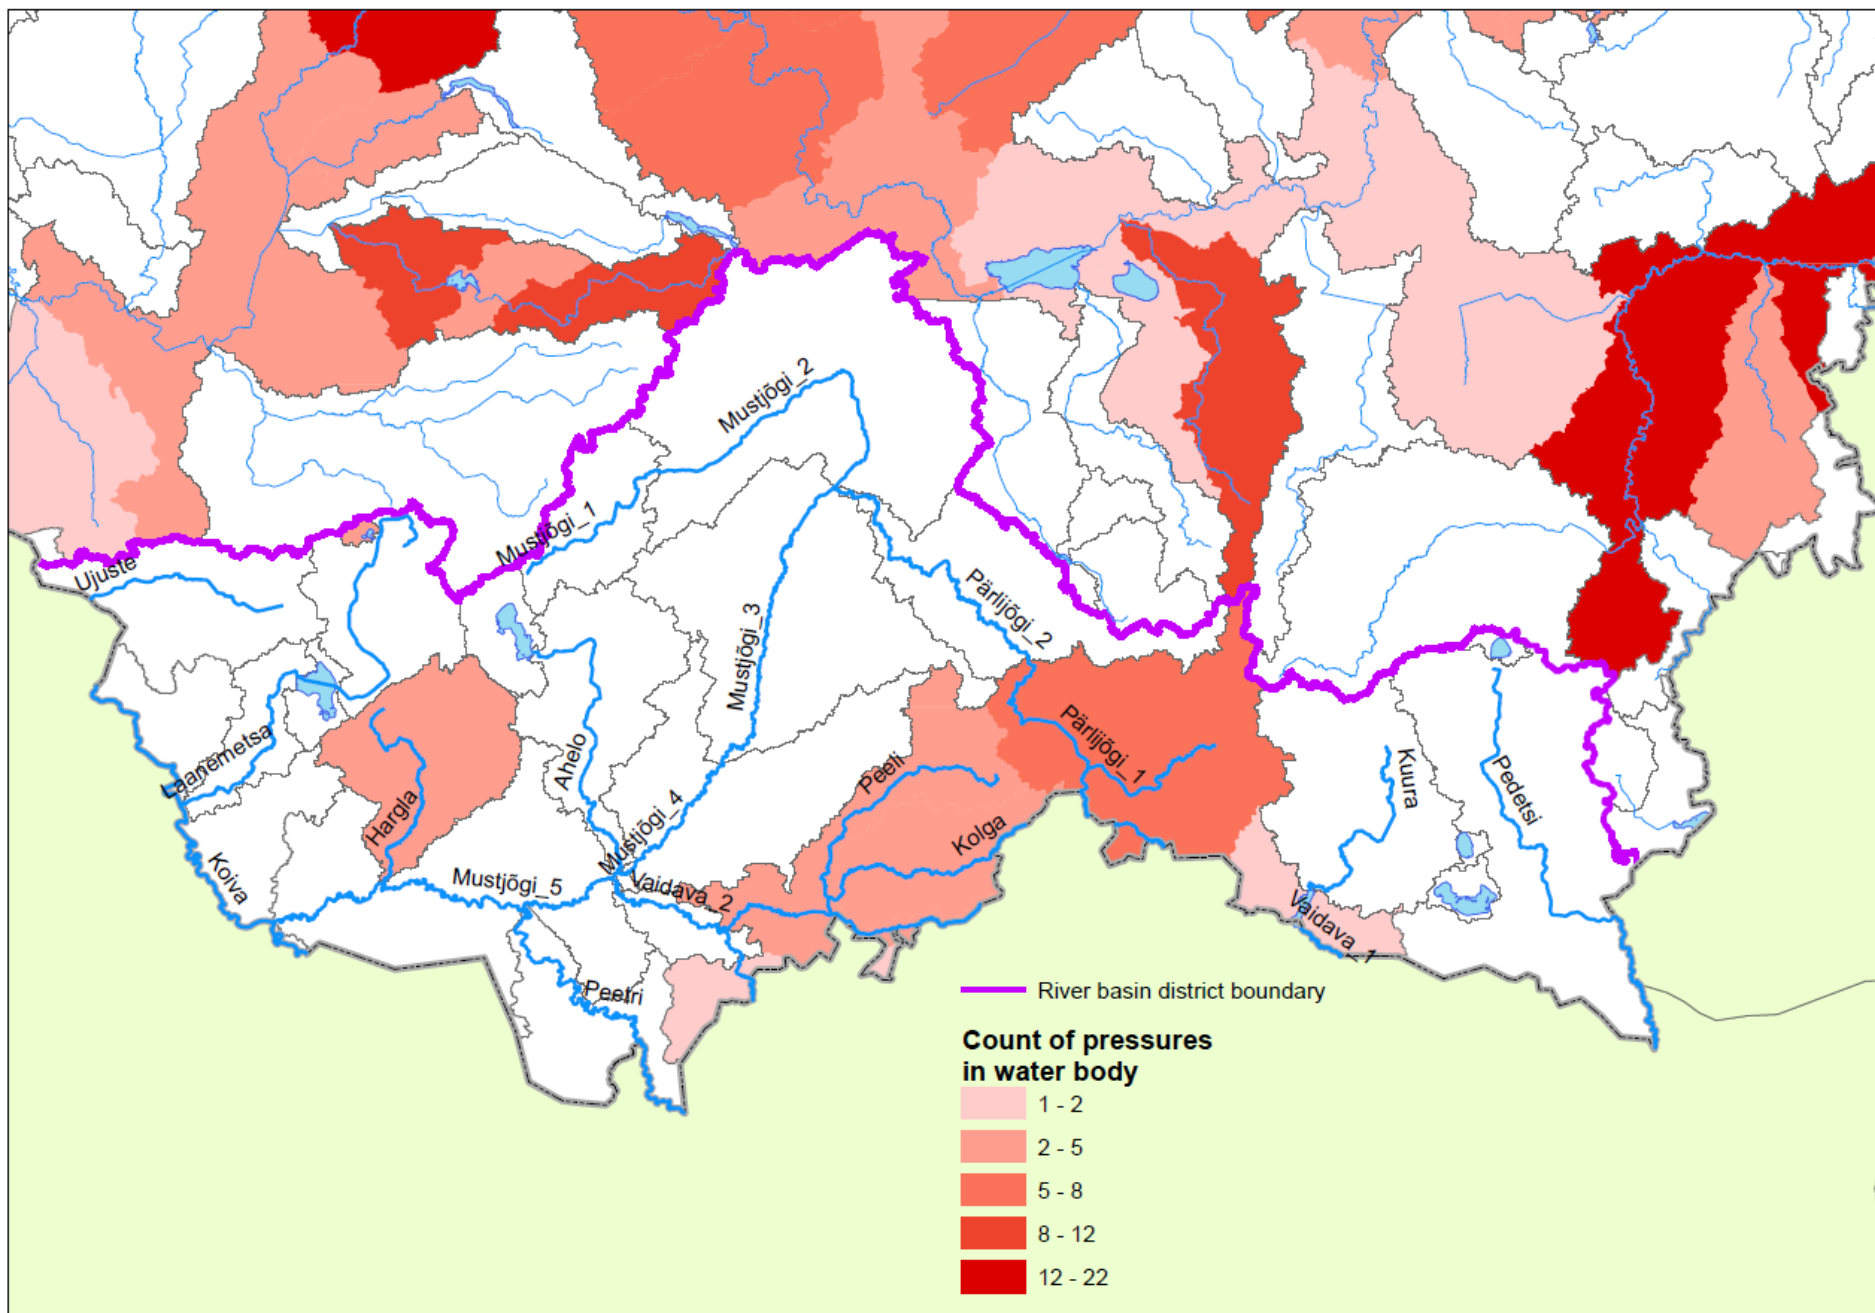 Mustjõgi_2
Mustjõgi_1
Ujuste
Pärlijõgi_2
Mustjõgi_3
Laanemetsa
Ahelo
Peeli
Pärlijõgi_1
Kuura
Pedetsi
Hargla
Mustjõgi_4
Kolga
Koiva
Mustjõgi_5
Vaidava_2
Vaidava_1
Peetri
River basin district boundary
Count of pressures
in water body
1 - 2
2 - 5
5 - 8
8 - 12
12 - 22